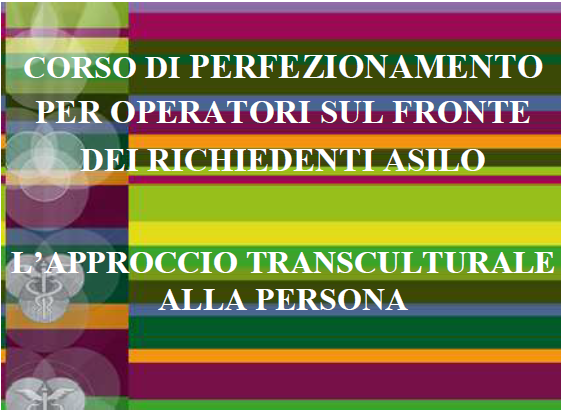 CORSO DI PERFEZIONAMENTO
PER OPERATORI SUL FRONTE
DEI RICHIEDENTI ASILO
L’APPROCCIO TRANSCULTURALE
ALLA PERSONA